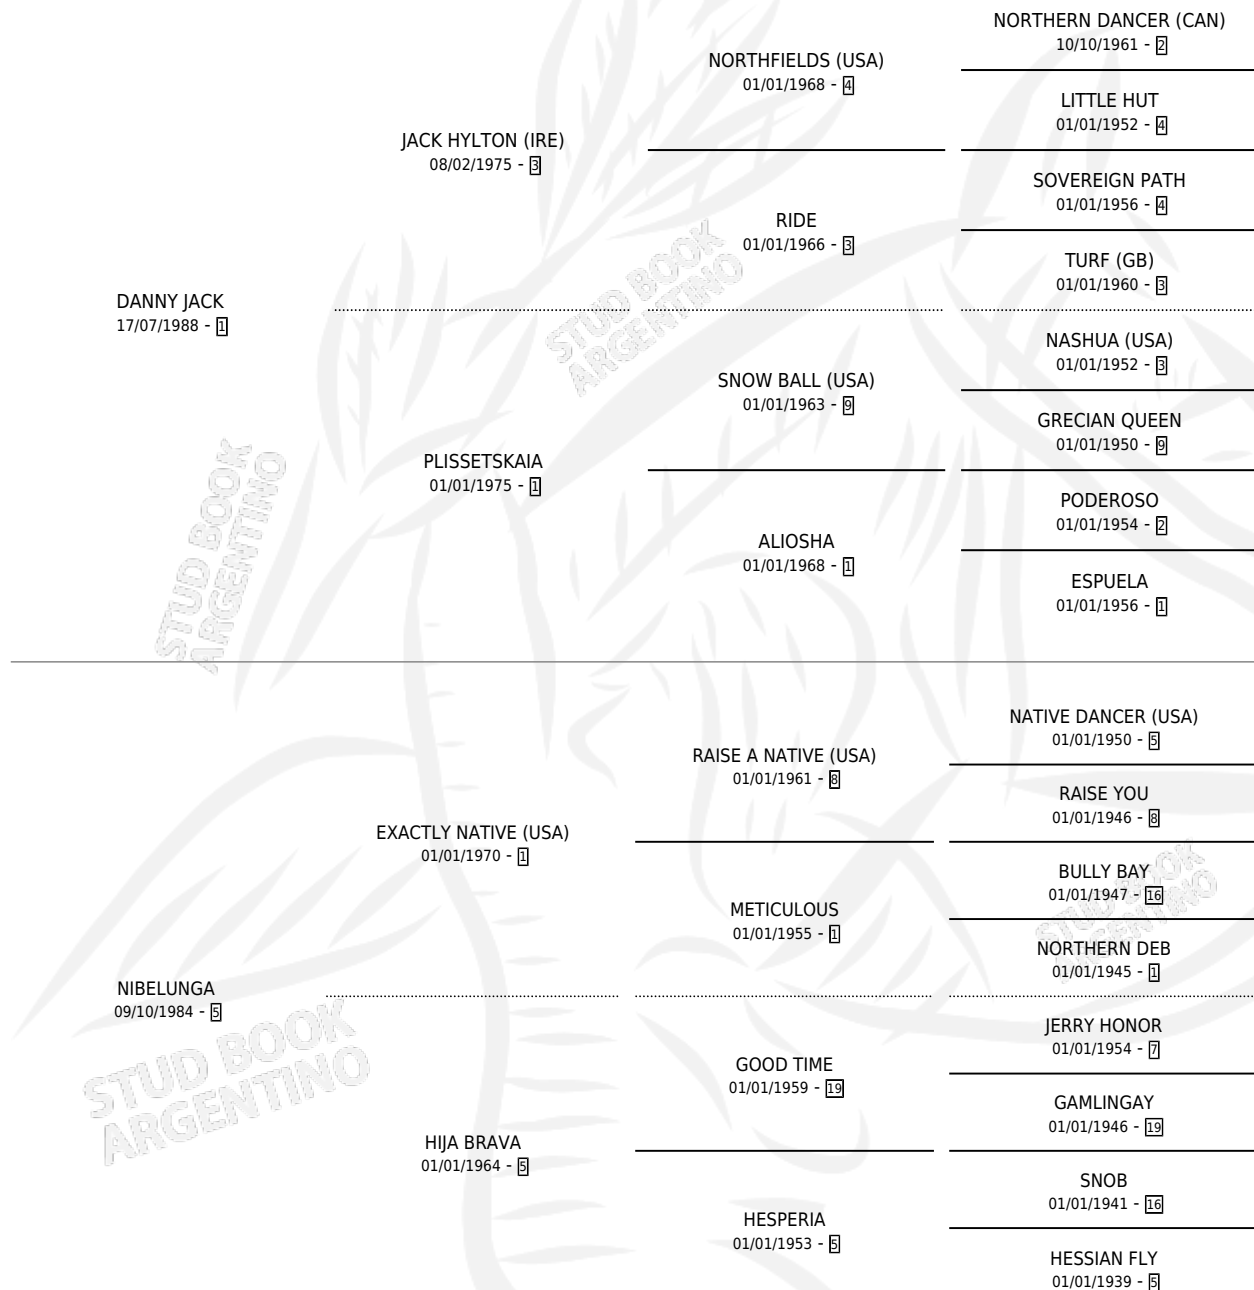 NORTHERN DANCER (CAN)
10/10/1961 - 2
NORTHFIELDS (USA)
01/01/1968 - 4
LITTLE HUT
01/01/1952 - 4
JACK HYLTON (IRE)
08/02/1975 - 3
SOVEREIGN PATH
01/01/1956 - 4
RIDE
01/01/1966 - 3
TURF (GB)
01/01/1960 - 3
DANNY JACK
17/07/1988 - 1
STUD BOOK
ARGENTINO
NASHUA (USA)
01/01/1952 - 3
SNOW BALL (USA)
01/01/1963 - 9
GRECIAN QUEEN
01/01/1950 - 9
PLISSETSKAIA
01/01/1975 - 1
PODEROSO
01/01/1954 - 2
ALIOSHA
01/01/1968 - 1
ESPUELA
01/01/1956 - 1
STUD BOOK
ARGENTINO
NATIVE DANCER (USA)
01/01/1950 - 5
RAISE A NATIVE (USA)
01/01/1961 - 8
RAISE YOU
01/01/1946 - 8
EXACTLY NATIVE (USA)
01/01/1970 - 1
BULLY BAY
01/01/1947 - 16
STUD BOOK
ARGENTINO
METICULOUS
01/01/1955 - 1
NORTHERN DEB
01/01/1945 - 1
NIBELUNGA
09/10/1984 - 5
STUD BOOK
ARGENTINO
JERRY HONOR
01/01/1954 - 7
GOOD TIME
01/01/1959 - 19
GAMLINGAY
01/01/1946 - 19
HIJA BRAVA
01/01/1964 - 5
SNOB
01/01/1941 - 16
HESPERIA
01/01/1953 - 5
HESSIAN FLY
01/01/1939 - 5